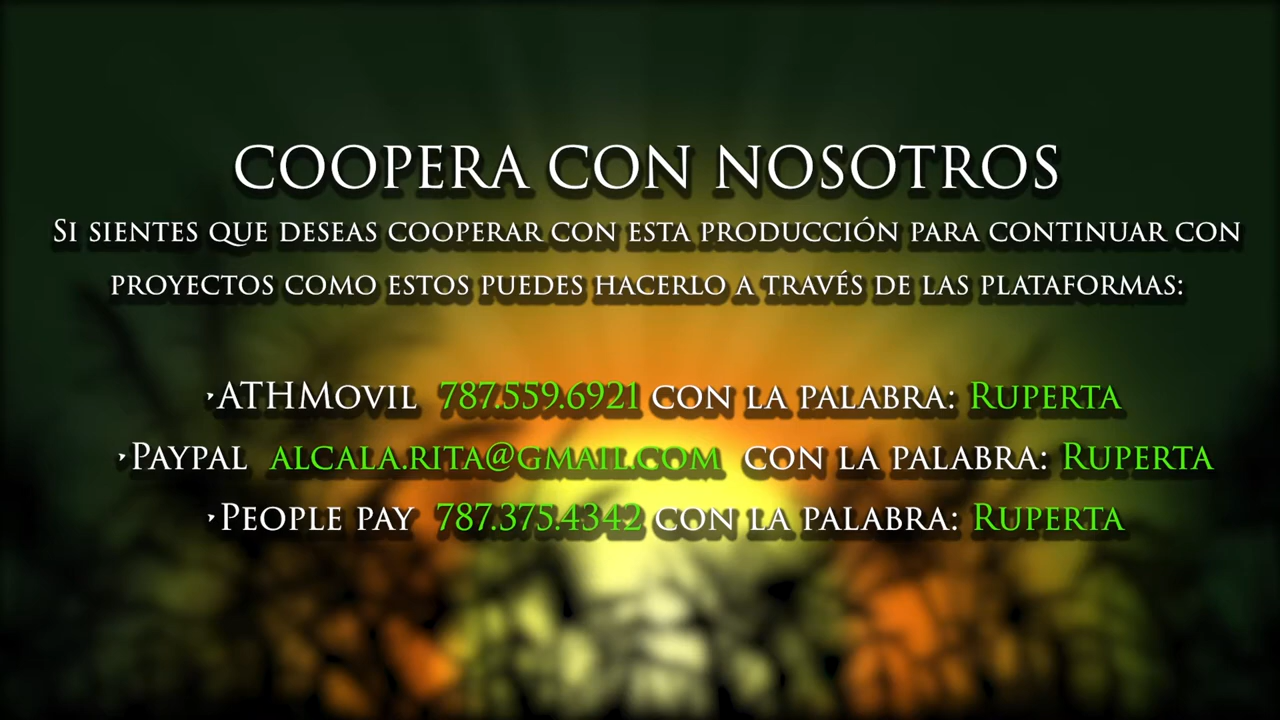 COOPERA CON NOSOTROS
Si sientes que deseas cooperar con esta producción para continuar con
proyectos como estos puedes hacerlo a través de las plataformas:
‣ATHMovil 787.559.6921 con la palabra: Ruperta
‣Paypal alcala.rita@gmail.com con la palabra: Ruperta
‣People pay 787.375.4342 con la palabra: Ruperta